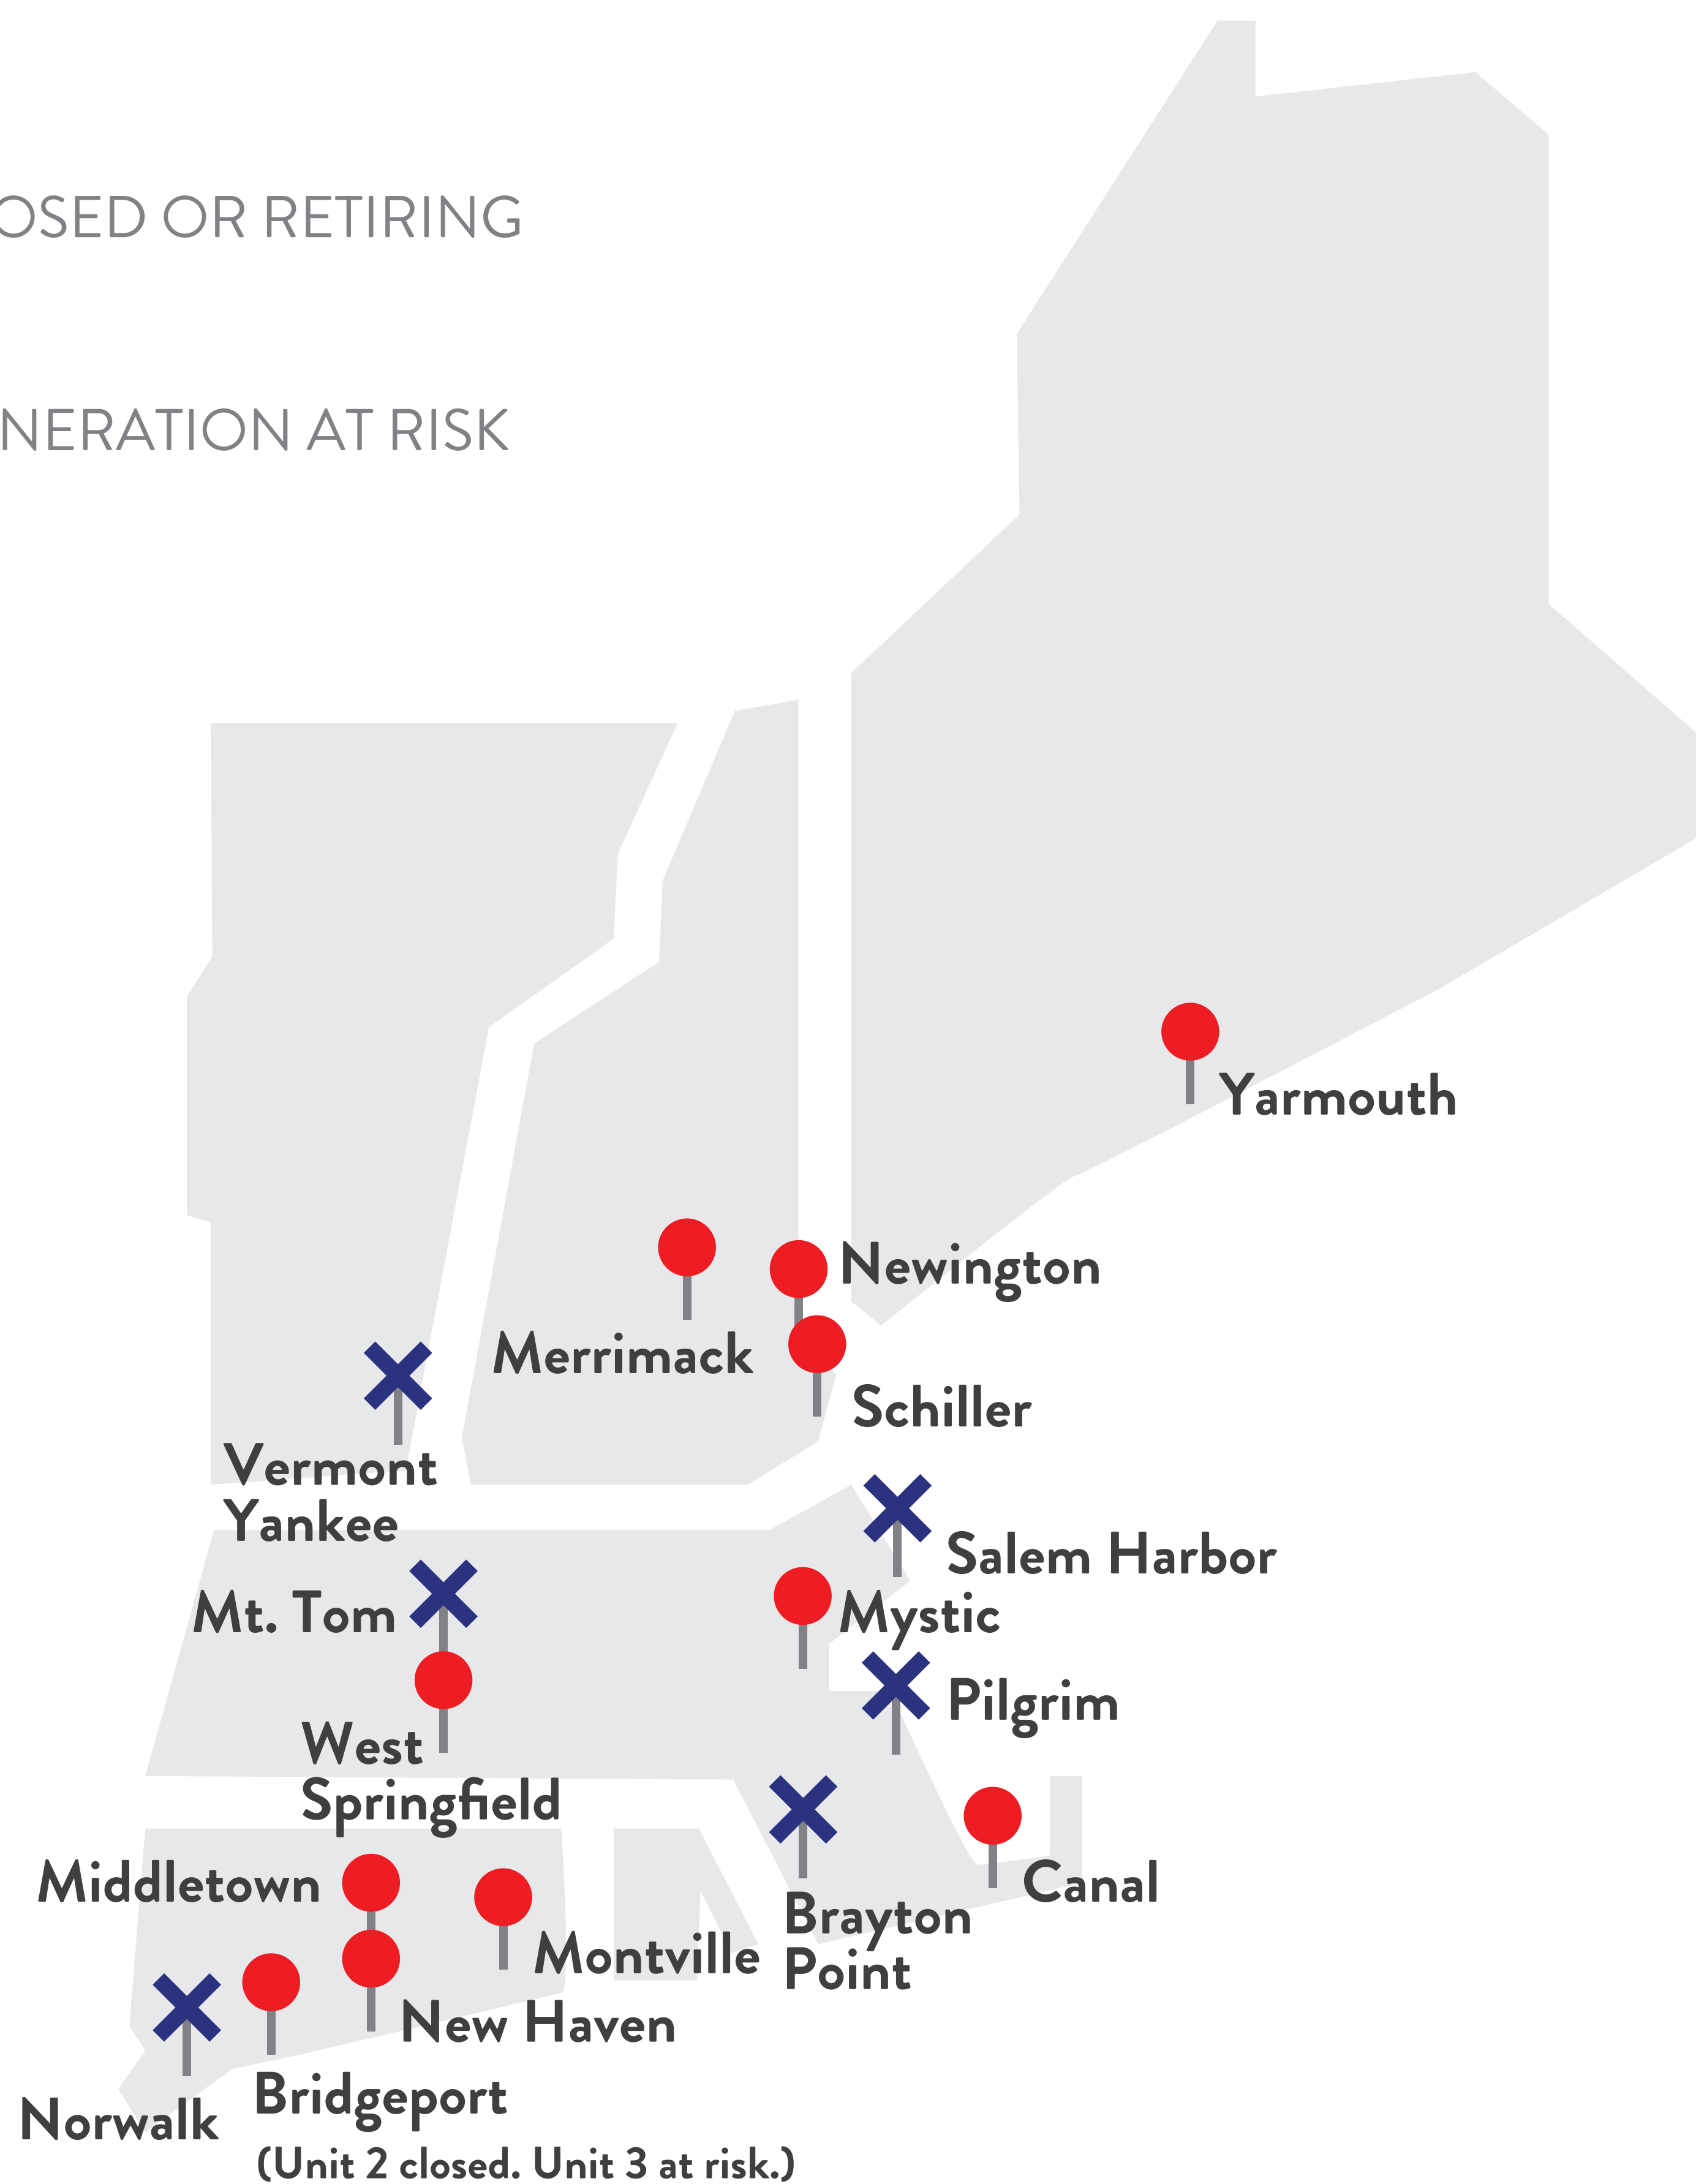 OSED OR RETIRING
NERATION AT RISK
Yarmouth
Newington
Merrimack
Schiller
Vermont
Yankee
Salem Harbor
Mt. Tom
Mystic
Pilgrim
West
Springfield
Middletown
Canal
Brayton
Point
Montville
New Haven
Bridgeport
(Unit 2 closed. Unit 3 at risk.)
Norwalk